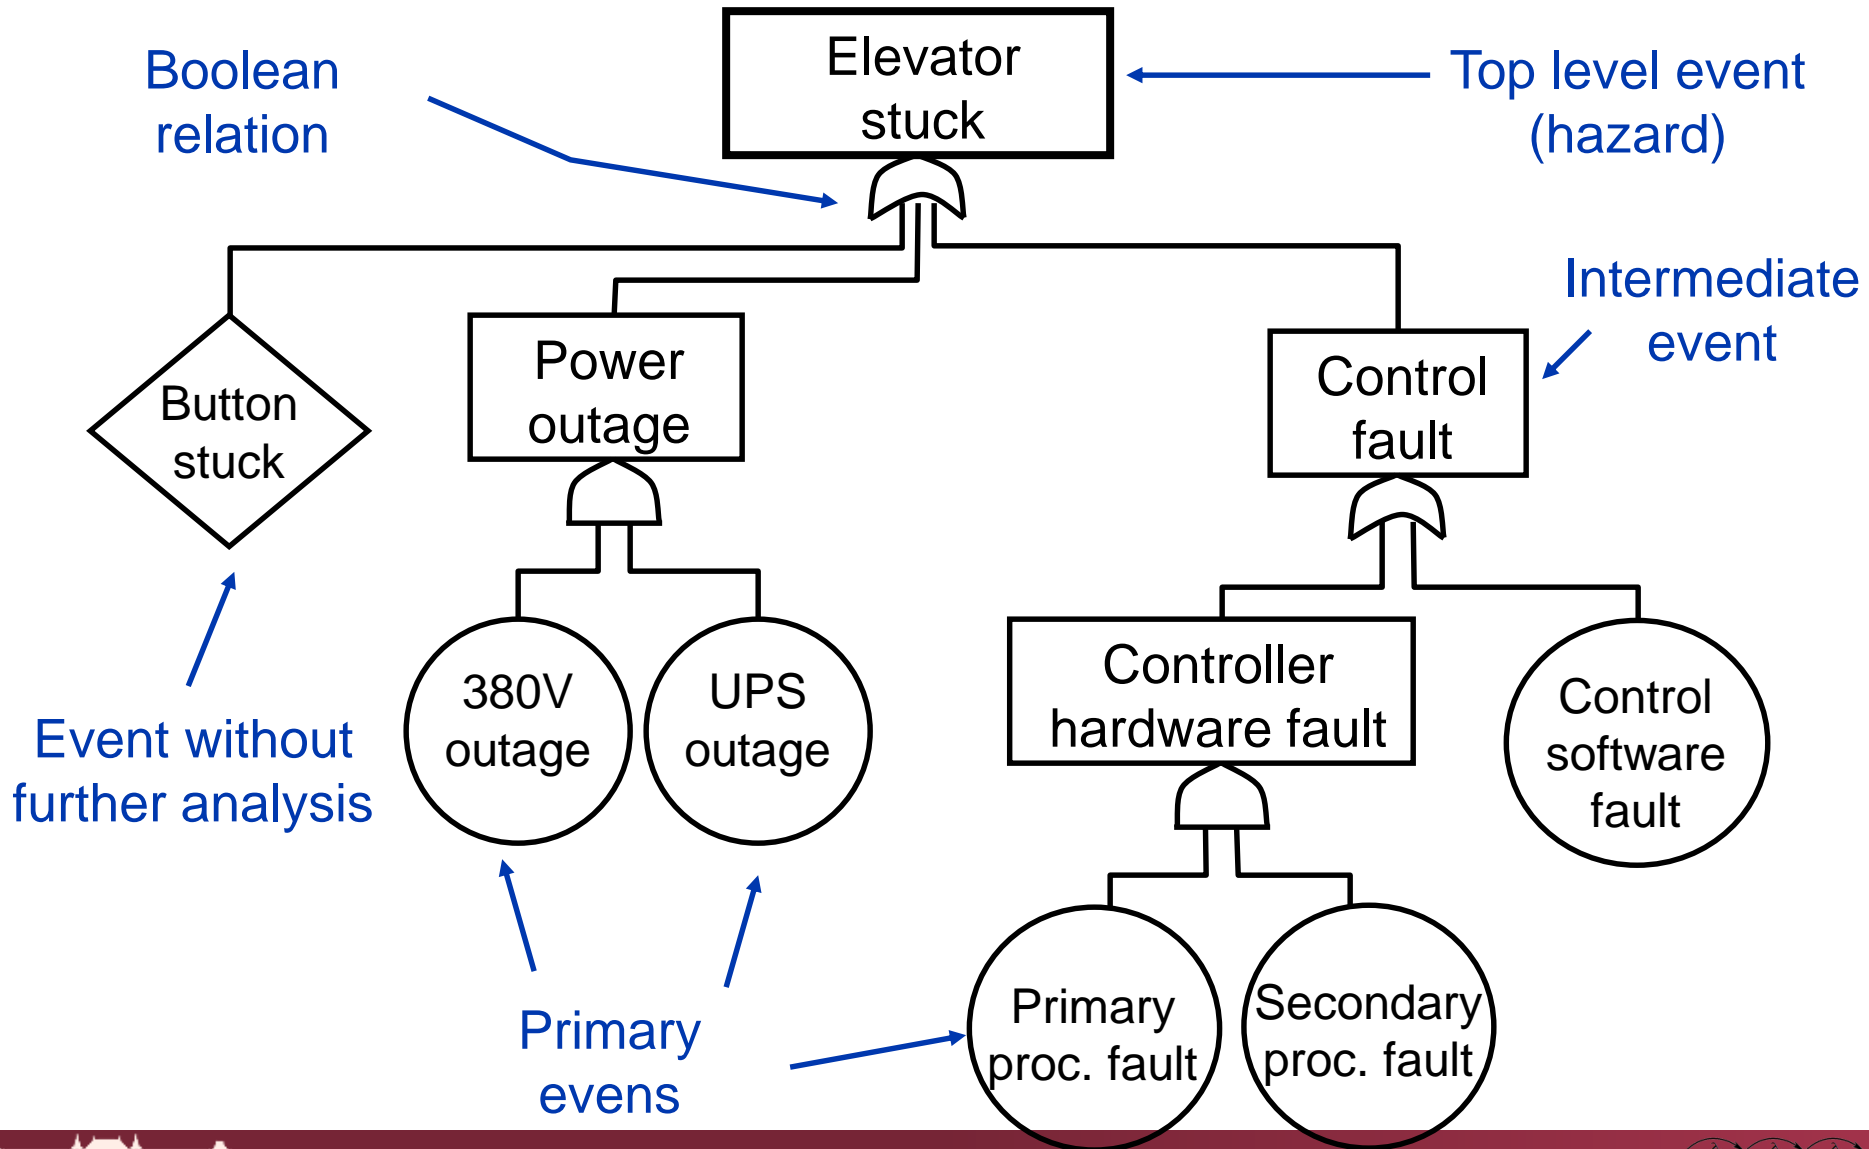 Boolean
relation
Elevator
stuck
Top level event
(hazard)
Intermediate
event
Button
stuck
Power
outage
Control
fault
Event without
further analysis
380V
outage
UPS
outage
Controller
hardware fault
Control
software
fault
Primary
evens
Primary
proc. fault
Secondary
proc. fault